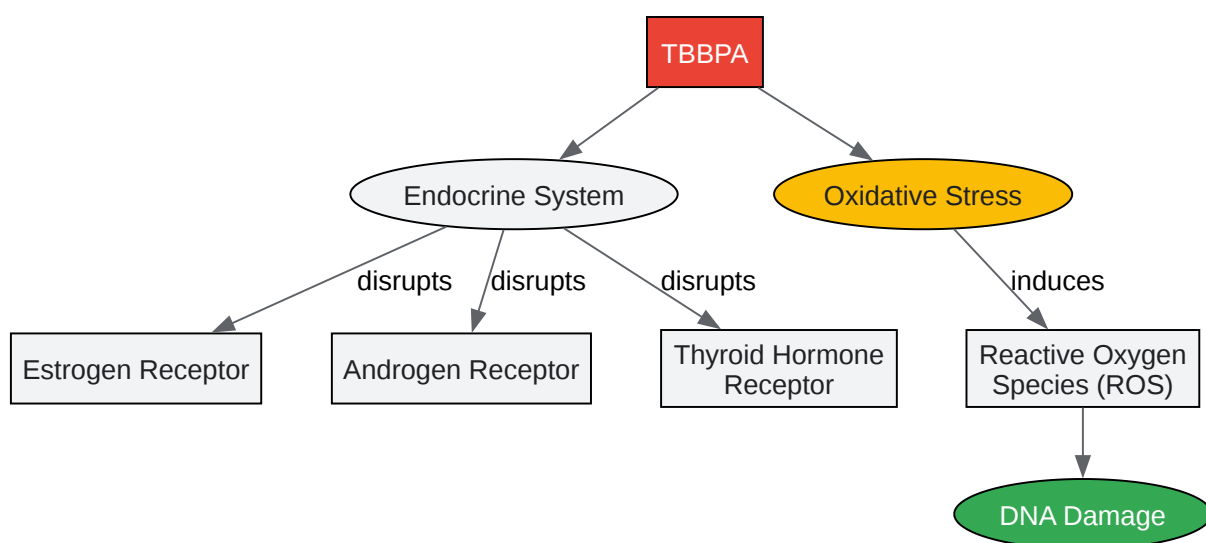 TBBPA
Endocrine System
Oxidative Stress
disrupts
disrupts
disrupts
induces
Estrogen Receptor
Androgen Receptor
Thyroid Hormone
Receptor
Reactive Oxygen
Species (ROS)
DNA Damage